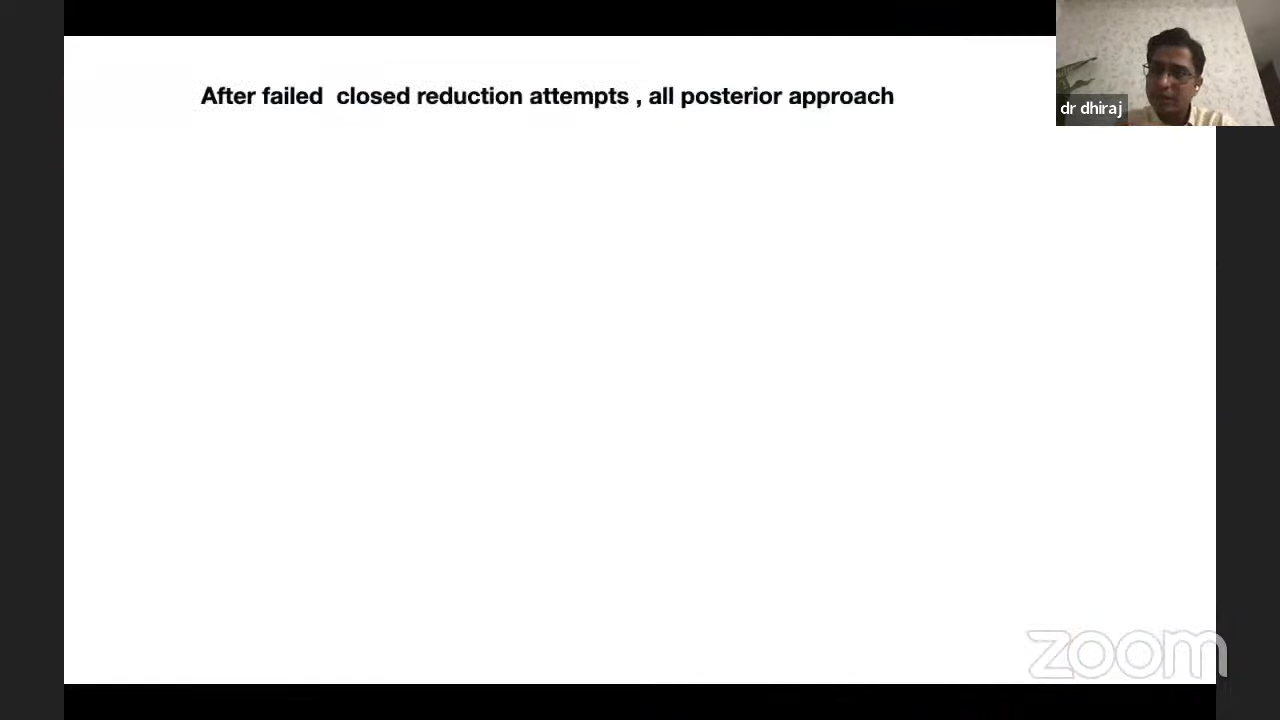 After failed  closed reduction attempts , all posterior approach
dr dhiraj
zoom